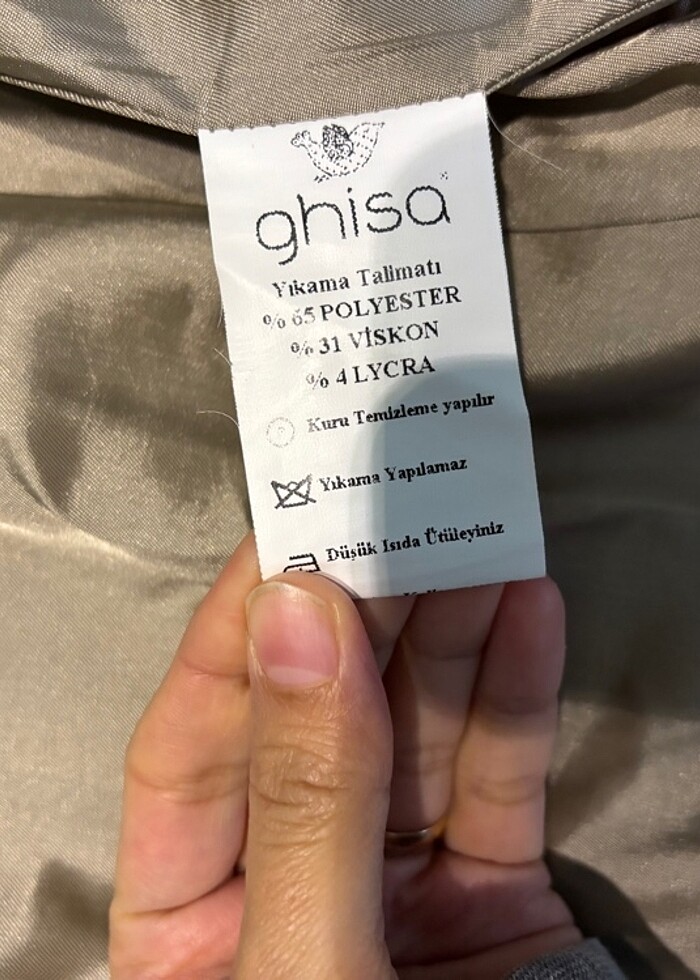 ghisa
Yıkama Talimatı
% 65 POLYESTER
% 31 VİSKON
% 4 LYCRA
Kuru Temizleme yapılır
Yıkama Yapılamaz
Düşük Isıda Ütüleyiniz